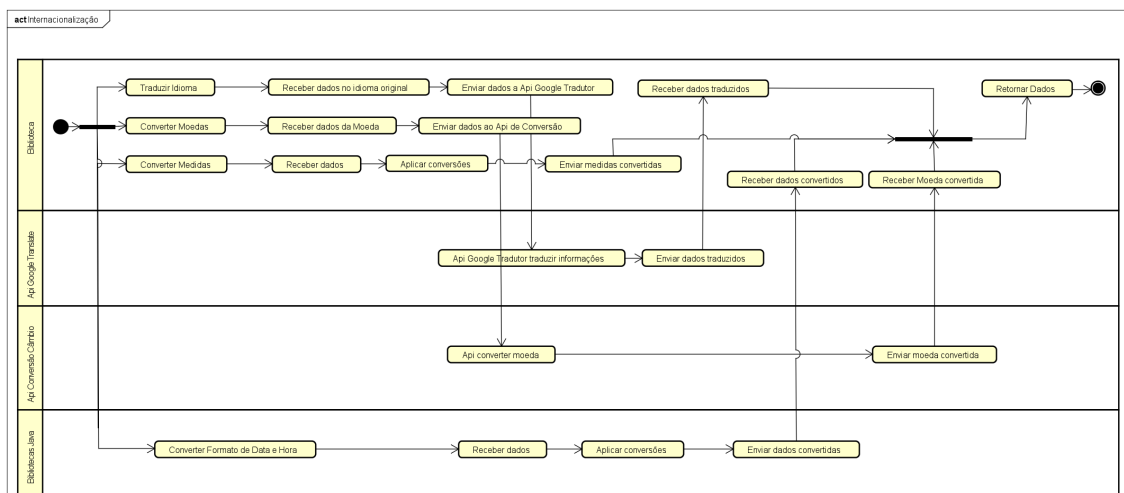 act Internacionalização
Biblioteca
Traduzir Idioma
Receber dados no idioma original
Enviar dados a Api Google Tradutor
Receber dados traduzidos
Retornar Dados
Converter Moedas
Receber dados da Moeda
Enviar dados ao Api de Conversão
Converter Medidas
Receber dados
Aplicar conversões
Enviar medidas convertidas
Receber dados convertidos
Receber Moeda convertida
Api Google Translate
Api Google Tradutor traduzir informações
Enviar dados traduzidos
Api Conversão Câmbio
Api converter moeda
Enviar moeda convertida
Bibliotecas Java
Converter Formato de Data e Hora
Receber dados
Aplicar conversões
Enviar dados convertidas